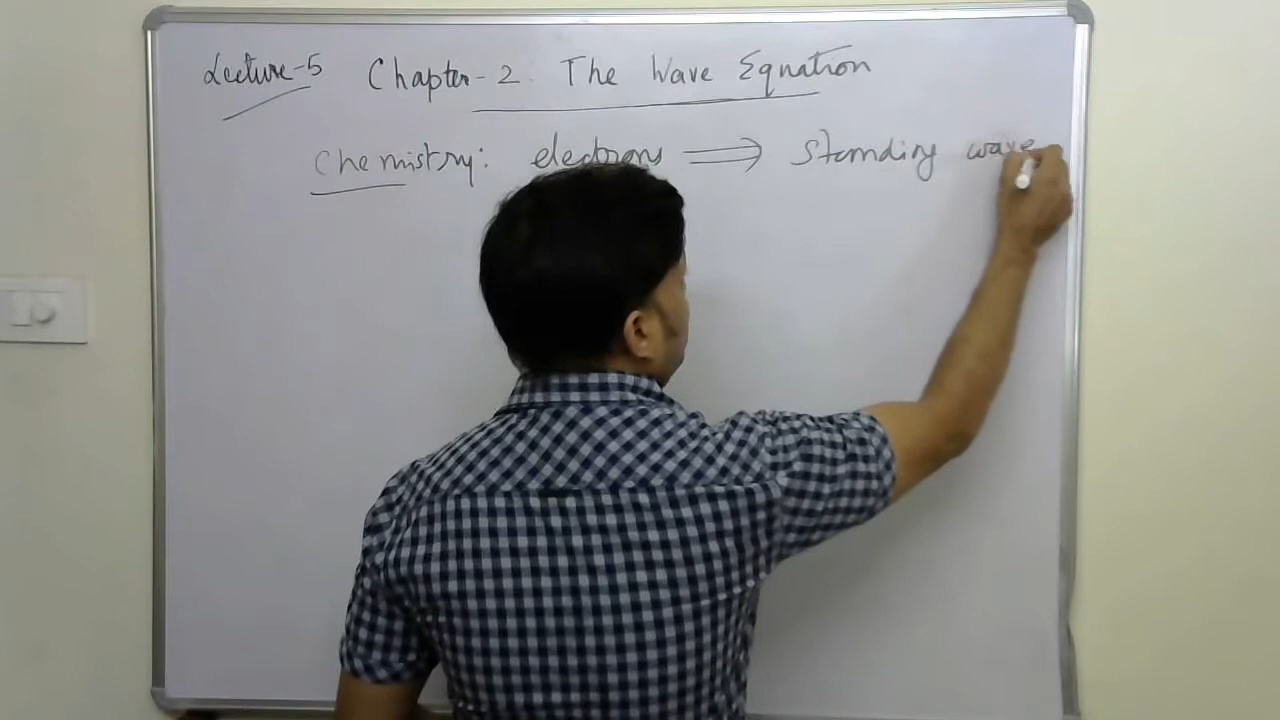 Lecture-5 Chapter-2. The Wave Equation
Chemistry: electrons ⟹ Standing wave